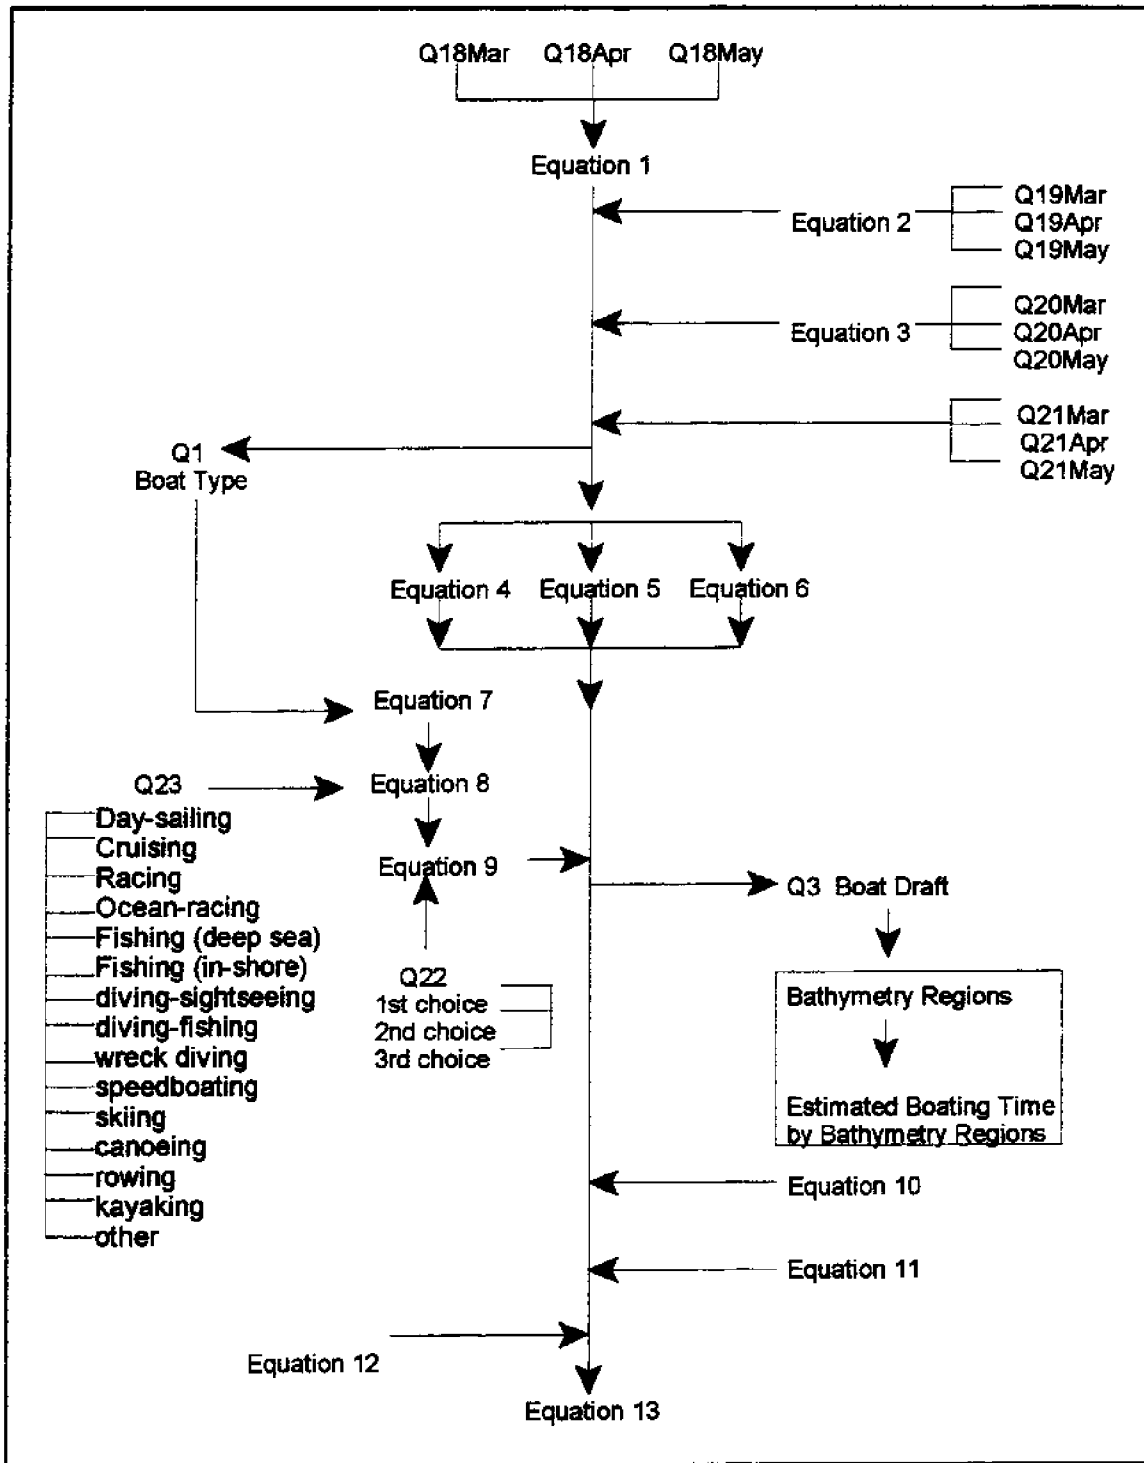 Q18Mar Q18Apr Q18May
Equation 1
Equation 2
Q19Mar
Q19Apr
Q19May
Equation 3
Q20Mar
Q20Apr
Q20May
Q21Mar
Q21Apr
Q21May
Q1
Boat Type
Equation 4 Equation 5 Equation 6
Equation 7
Q23
Equation 8
Day-sailing
Cruising
Racing
Ocean-racing
Fishing (deep sea)
Fishing (in-shore)
diving-sightseeing
diving-fishing
wreck diving
speedboating
skiing
canoeing
rowing
kayaking
other
Equation 9
Q22
1st choice
2nd choice
3rd choice
Q3 Boat Draft
Bathymetry Regions
Estimated Boating Time
by Bathymetry Regions
Equation 10
Equation 11
Equation 12
Equation 13